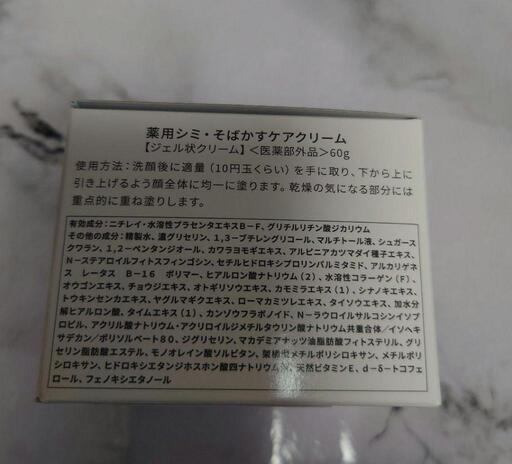 薬用シミ・そばかすケアクリーム
【ジェル状クリーム】＜医薬部外品＞60g
使用方法：洗顔後に適量（10円玉くらい）を手に取り、下から上に
引き上げるよう顔全体に均一に塗ります。乾燥の気になる部分には
重点的に重ね塗りします。
有効成分：ニチレイ・水溶性プラセンタエキスB－F、グリチルリチン酸ジカリウム
その他の成分：精製水、濃グリセリン、1,3－ブチレングリコール、マルチトール液、シュガース
クワラン、1,2－ペンタンジオール、カワラヨモギエキス、アルピニアカツマダイ種子エキス、
N－ステアロイルフィトスフィンゴシン、セチルヒドロキシプロリンパルミタミド、アルカリゲネ
ス レータス B－16 ポリマー、ヒアルロン酸ナトリウム（2）、水溶性コラーゲン（F）、
オウゴンエキス、チョウジエキス、オトギリソウエキス、カモミラエキス（1）、シナノキエキス、
トウキンセンカエキス、ヤグルマギクエキス、ローマカミツレエキス、タイソウエキス、加水分
解ヒアルロン酸、タイムエキス（1）、カンゾウフラボノイド、N－ラウロイルサルコシンイソプ
ロピル、アクリル酸ナトリウム・アクリロイルジメチルタウリン酸ナトリウム共重合体／イソヘキ
サデカン／ポリソルベート80、ジグリセリン、マカデミアナッツ油脂肪酸フィトステリル、グリ
セリン脂肪酸エステル、モノオレイン酸ソルビタン、架橋型メチルポリシロキサン、メチルポリ
シロキサン、ヒドロキシエタンジホスホン酸四ナトリウム、天然ビタミンE、d－δ－トコフェ
ロール、フェノキシエタノール